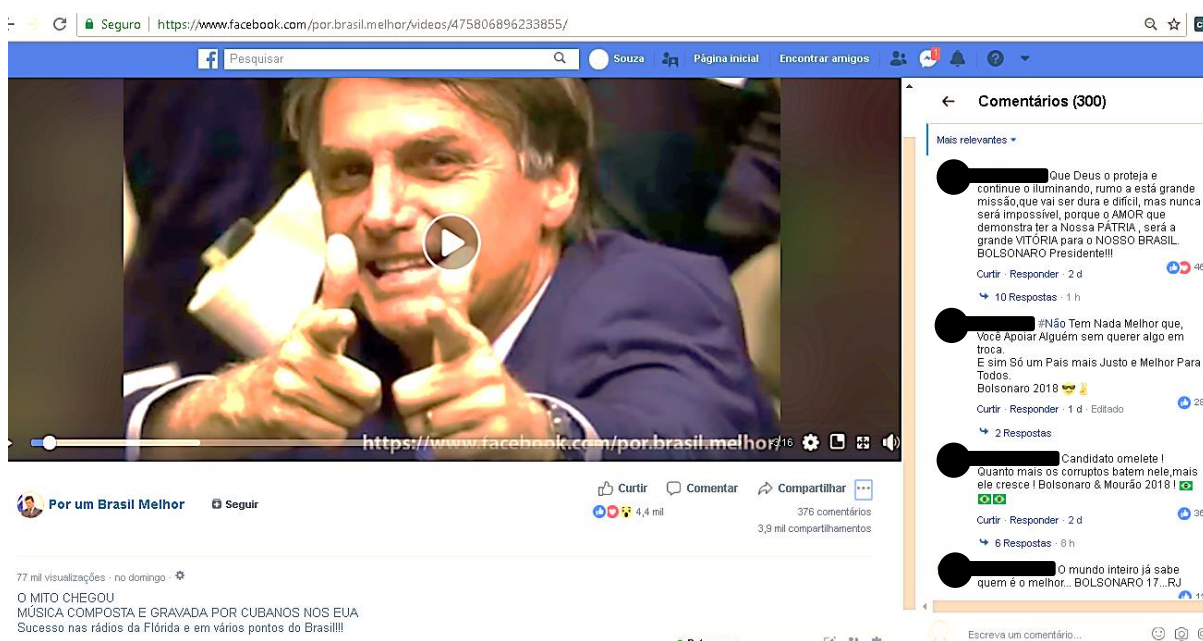 Seguro https://www.facebook.com/por.brasil.melhor/videos/475806896233855/
f Pesquisar Souza Página inicial Encontrar amigos 1
https://www.facebook.com/por.brasil.melhor/
Por um Brasil Melhor Seguir
Curtir Comentar Compartilhar
4,4 mil 376 comentários
3,9 mil compartilhamentos
77 mil visualizações · no domingo ·
O MITO CHEGOU
MÚSICA COMPOSTA E GRAVADA POR CUBANOS NOS EUA
Sucesso nas rádios da Flórida e em vários pontos do Brasil!!!
Comentários (300)
Mais relevantes
Que Deus o proteja e
continue o iluminando, rumo a está grande
missão,que vai ser dura e difícil, mas nunca
será impossível, porque o AMOR que
demonstra ter a Nossa PÁTRIA , será a
grande VITÓRIA para o NOSSO BRASIL.
BOLSONARO Presidente!!!
Curtir · Responder · 2 d
10 Respostas · 1 h
#Não Tem Nada Melhor que,
Você Apoiar Alguém sem querer algo em
troca.
E sim Só um Pais mais Justo e Melhor Para
Todos.
Bolsonaro 2018 😎✌
Curtir · Responder · 1 d · Editado
2 Respostas
Candidato omelete !
Quanto mais os corruptos batem nele,mais
ele cresce ! Bolsonaro & Mourão 2018 ! 🇧🇷
🇧🇷🇧🇷
Curtir · Responder · 2 d
6 Respostas · 8 h
O mundo inteiro já sabe
quem é o melhor... BOLSONARO 17...RJ
Escreva um comentário...